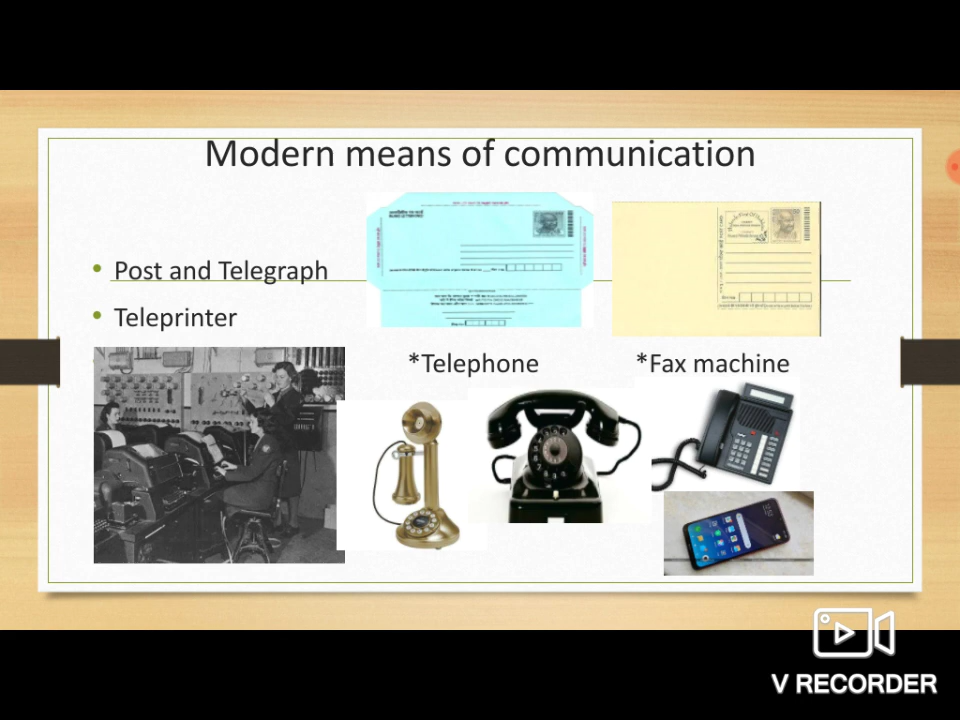 Modern means of communication
• Post and Telegraph
• Teleprinter
*Telephone
*Fax machine
V RECORDER